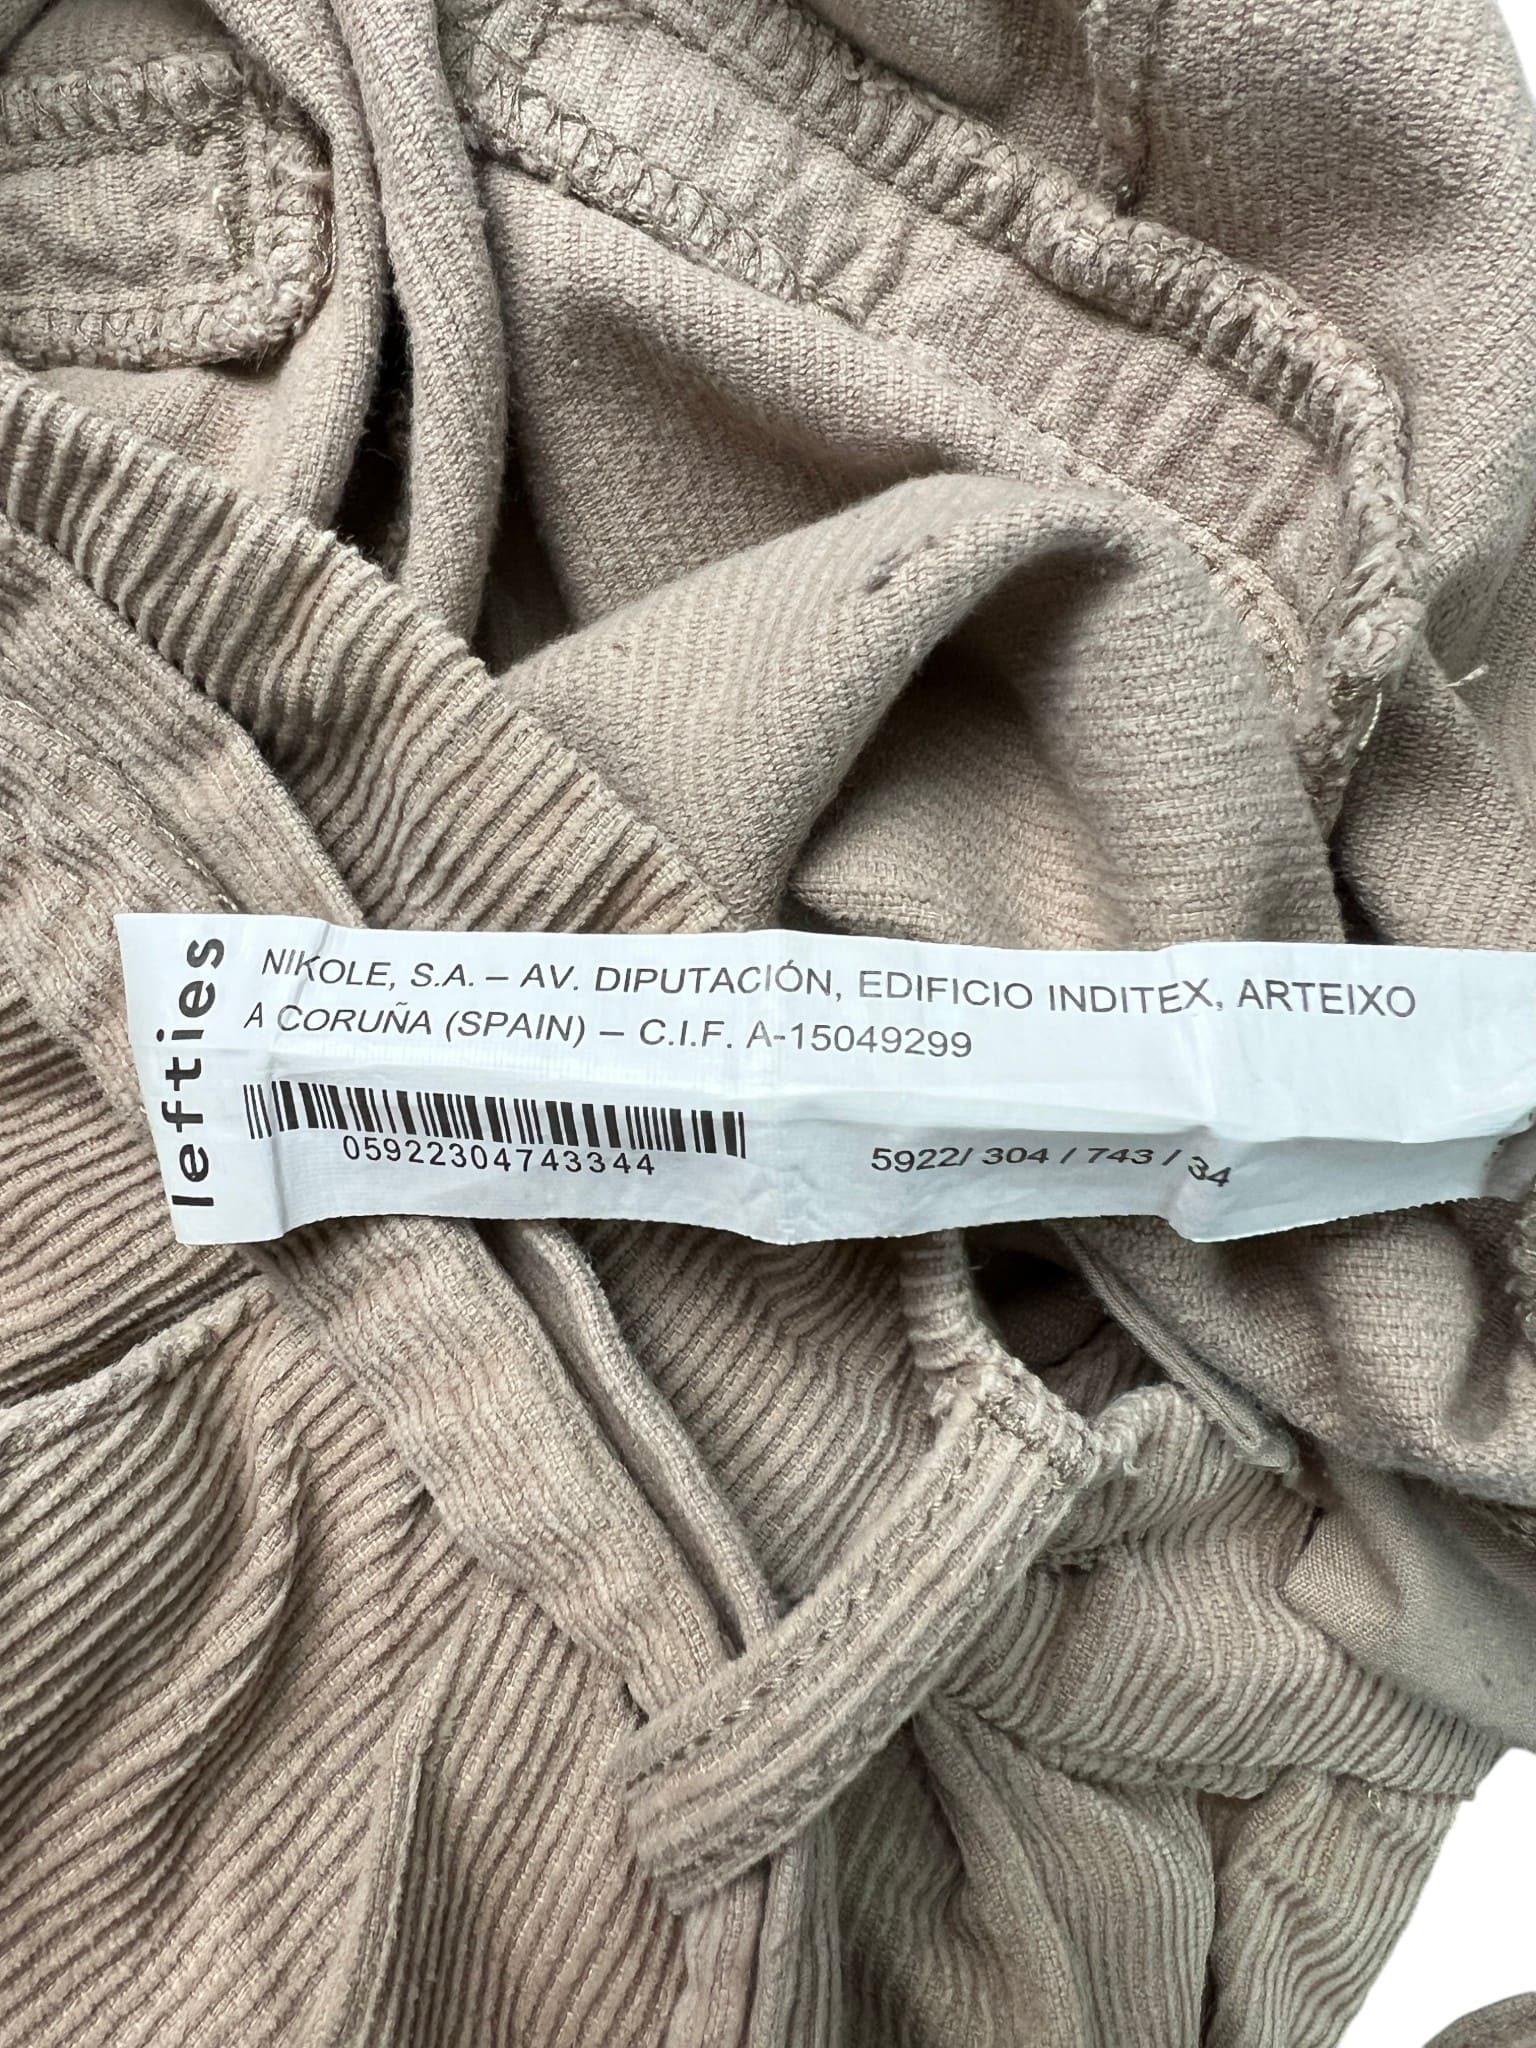 lefties
NIKOLE, S.A. – AV. DIPUTACIÓN, EDIFICIO INDITEX, ARTEIXO
A CORUÑA (SPAIN) – C.I.F. A-15049299
05922304743344
5922/ 304 / 743 / 34